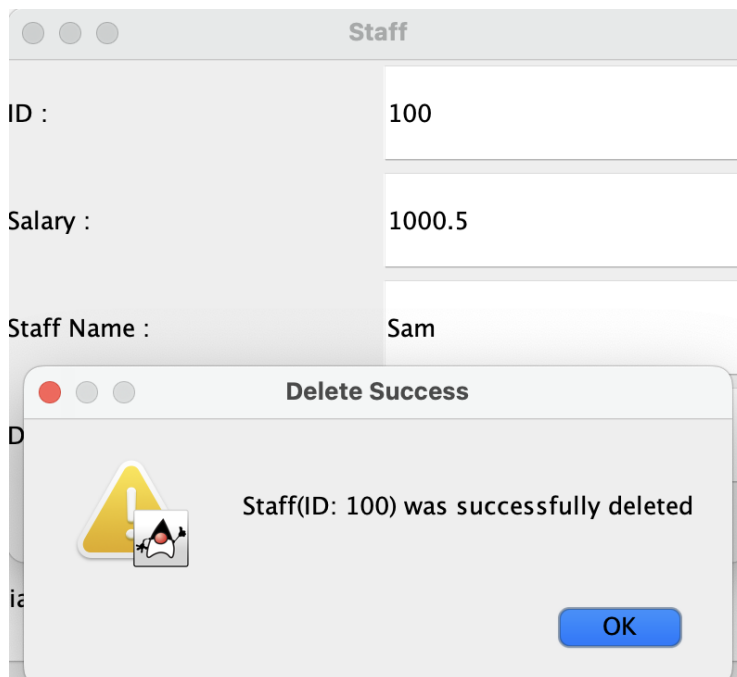 Staff
ID :
100
Salary :
1000.5
Staff Name :
Sam
Delete Success
D
Staff(ID: 100) was successfully deleted
OK